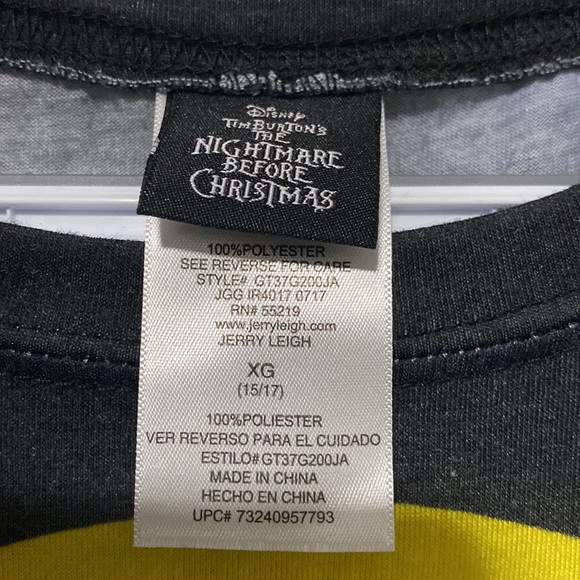 Disney
TIM BURTON'S
THE
NIGHTMARE
BEFORE
CHRISTMAS
100%POLYESTER
SEE REVERSE FOR CARE
STYLE# GT37G200JA
JGG IR4017 0717
RN# 55219
www.jerryleigh.com
JERRY LEIGH
XG
(15/17)
100%POLIESTER
VER REVERSO PARA EL CUIDADO
ESTILO#GT37G200JA
MADE IN CHINA
HECHO EN CHINA
UPC# 73240957793